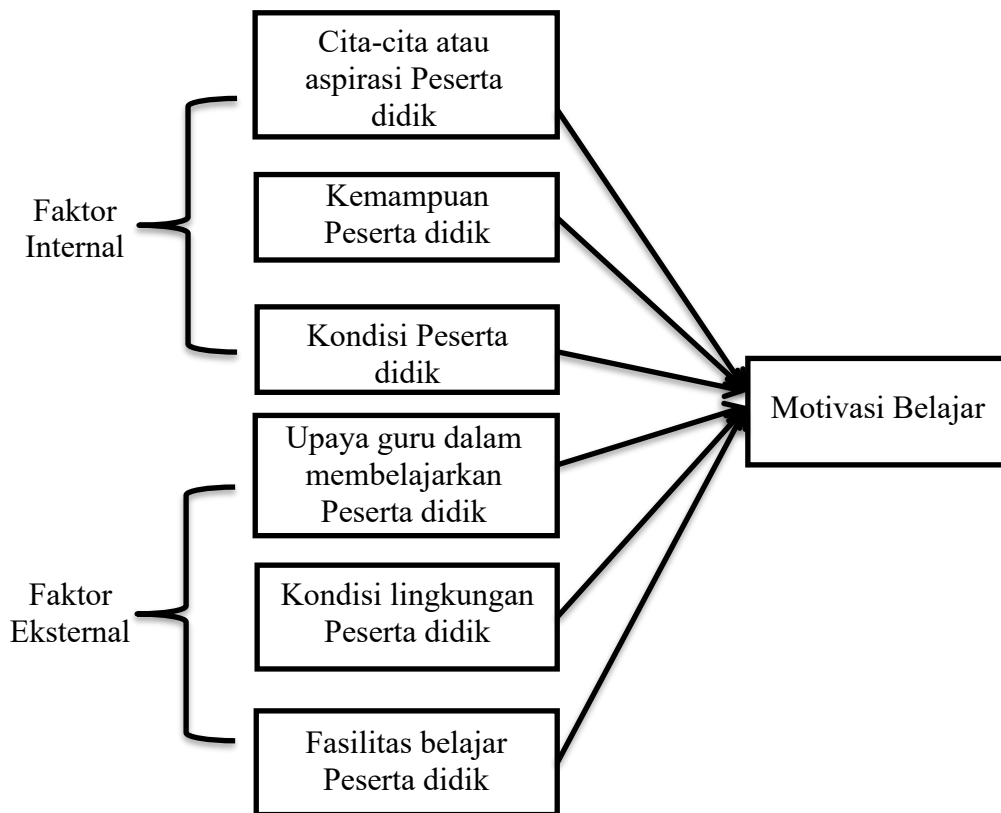 Faktor
Internal
Cita-cita atau
aspirasi Peserta
didik
Kemampuan
Peserta didik
Kondisi Peserta
didik
Faktor
Eksternal
Upaya guru dalam
membelajarkan
Peserta didik
Kondisi lingkungan
Peserta didik
Fasilitas belajar
Peserta didik
Motivasi Belajar